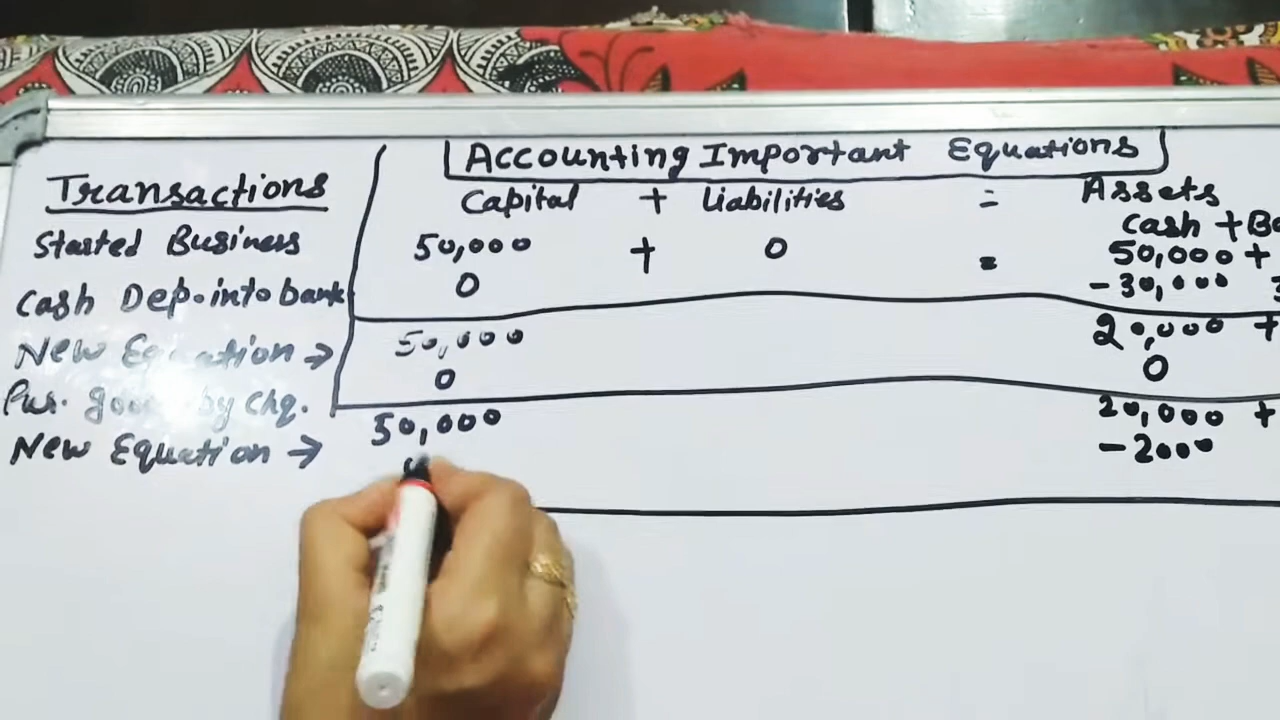 Accounting Important Equations
Transactions Capital + Liabilities = Assets
Cash +
Started Business 50,000 + 0 = 50,000 +
Cash Dep. into bank 0 -30,000
New Equation → 50,000 20,000 +
Pur. goods by chq. 0 0
New Equation → 50,000 20,000 +
-2000